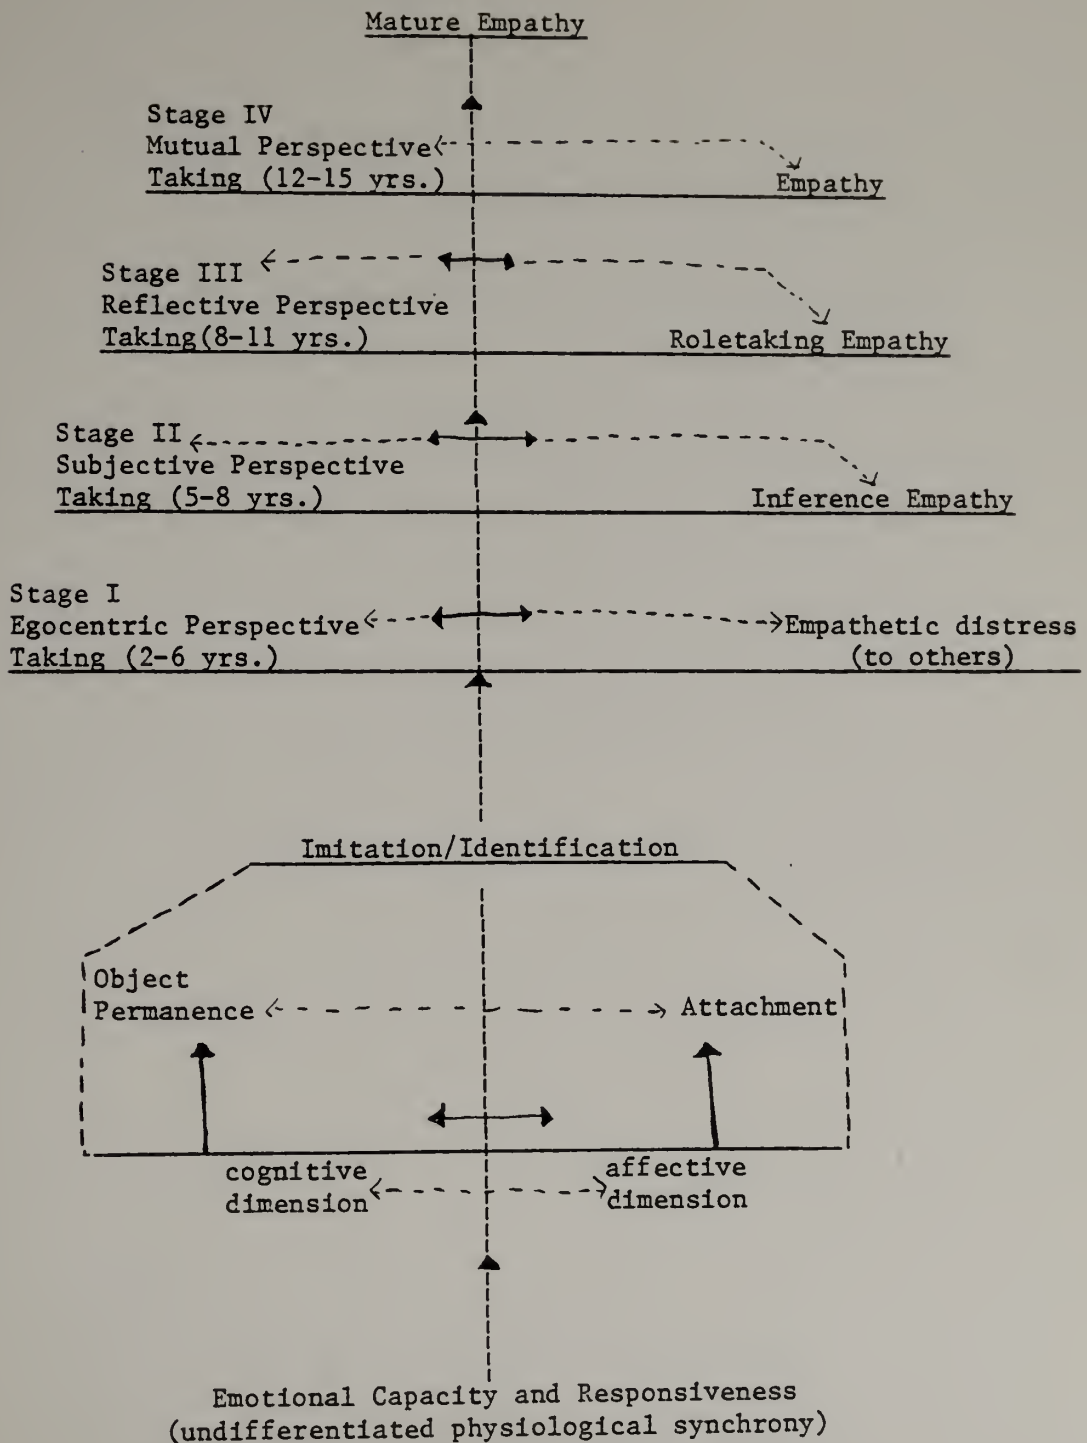 Mature Empathy
Stage IV
Mutual Perspective
Taking (12-15 yrs.)
Empathy
Stage III
Reflective Perspective
Taking(8-11 yrs.)
Roletaking Empathy
Stage II
Subjective Perspective
Taking (5-8 yrs.)
Inference Empathy
Stage I
Egocentric Perspective
Taking (2-6 yrs.)
Empathetic distress
(to others)
Imitation/Identification
Object
Permanence
Attachment
cognitive
dimension
affective
dimension
Emotional Capacity and Responsiveness
(undifferentiated physiological synchrony)